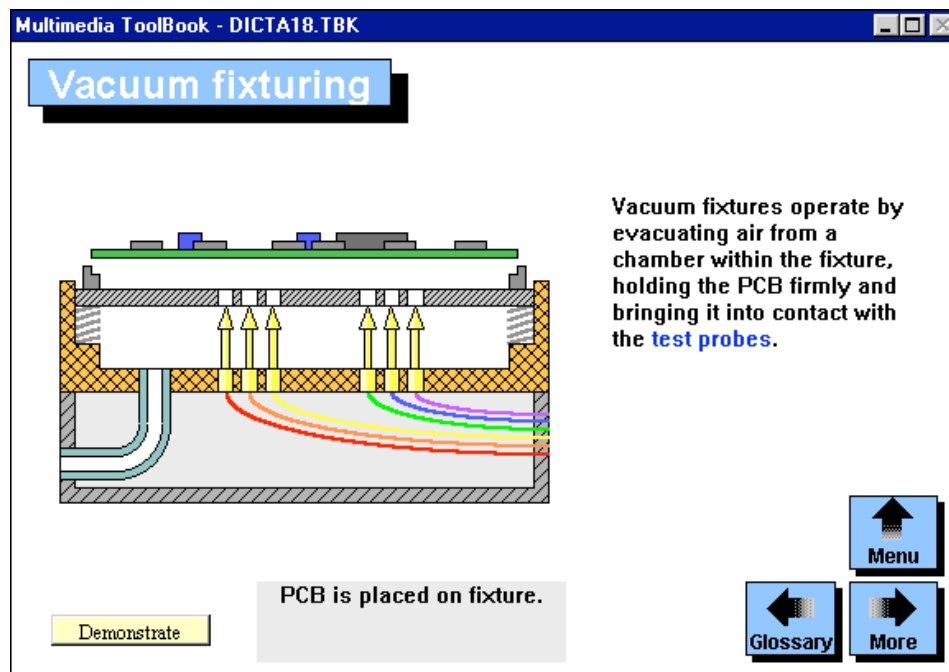 Multimedia ToolBook - DICTA18.TBK
Vacuum fixturing
Vacuum fixtures operate by
evacuating air from a
chamber within the fixture,
holding the PCB firmly and
bringing it into contact with
the test probes.
PCB is placed on fixture.
Demonstrate
Menu
Glossary
More